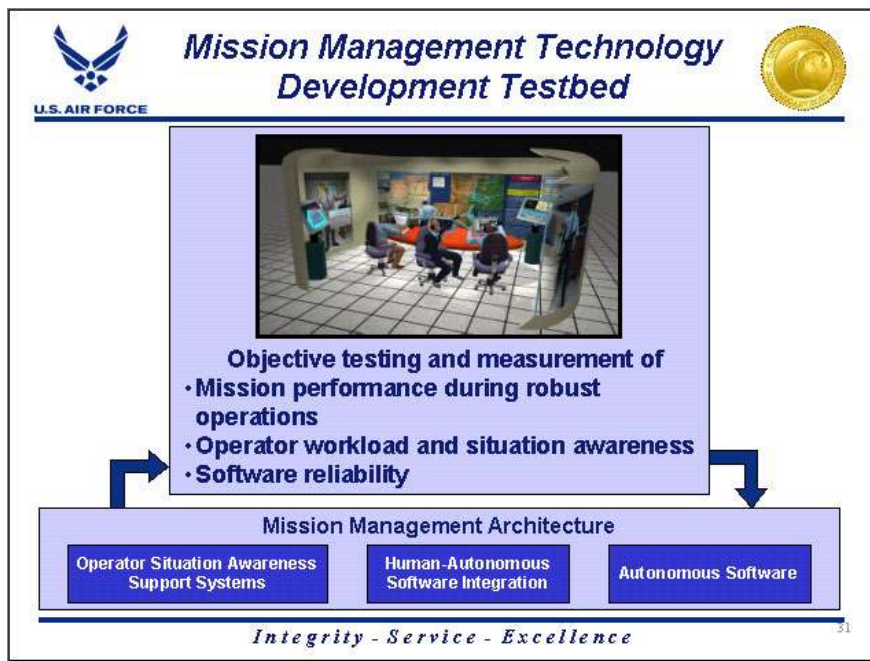 Mission Management Technology
Development Testbed
U.S. AIR FORCE
Objective testing and measurement of
· Mission performance during robust
operations
· Operator workload and situation awareness
· Software reliability
Mission Management Architecture
Operator Situation Awareness
Support Systems
Human-Autonomous
Software Integration
Autonomous Software
Integrity - Service - Excellence
31